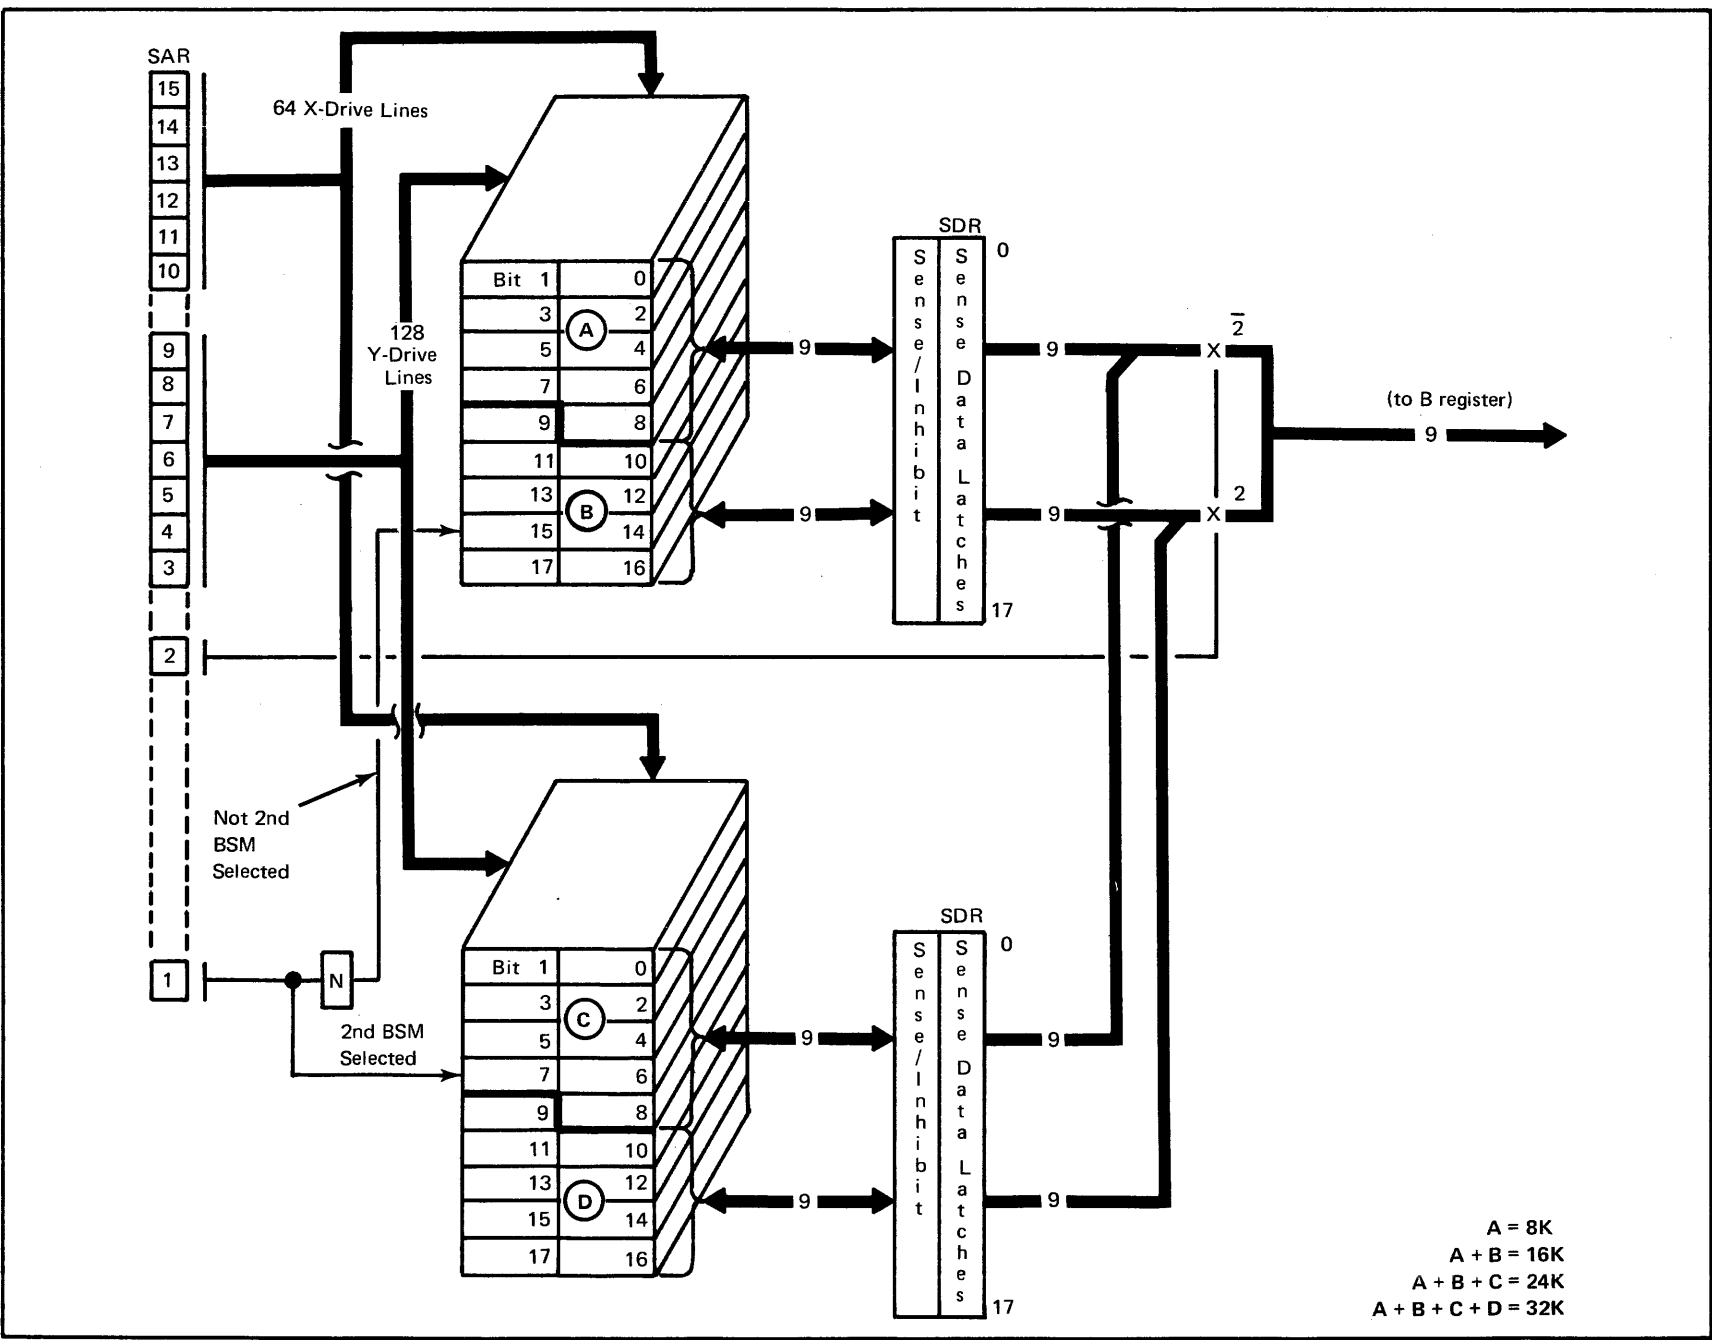 SAR
15
14
13
12
11
10
9
8
7
6
5
4
3
2
1
64 X-Drive Lines
128
Y-Drive
Lines
Bit 1 0
3 2
A
5 4
7 6
9 8
11 10
13 12
B
15 14
17 16
9
9
SDR
0
Sense/Inhibit
Sense Data Latches
17
9
9
2̅
X
2
X
(to B register)
9
Not 2nd
BSM
Selected
N
2nd BSM
Selected
Bit 1 0
3 2
C
5 4
7 6
9 8
11 10
13 12
D
15 14
17 16
9
9
SDR
0
Sense/Inhibit
Sense Data Latches
17
9
9
A = 8K
A + B = 16K
A + B + C = 24K
A + B + C + D = 32K